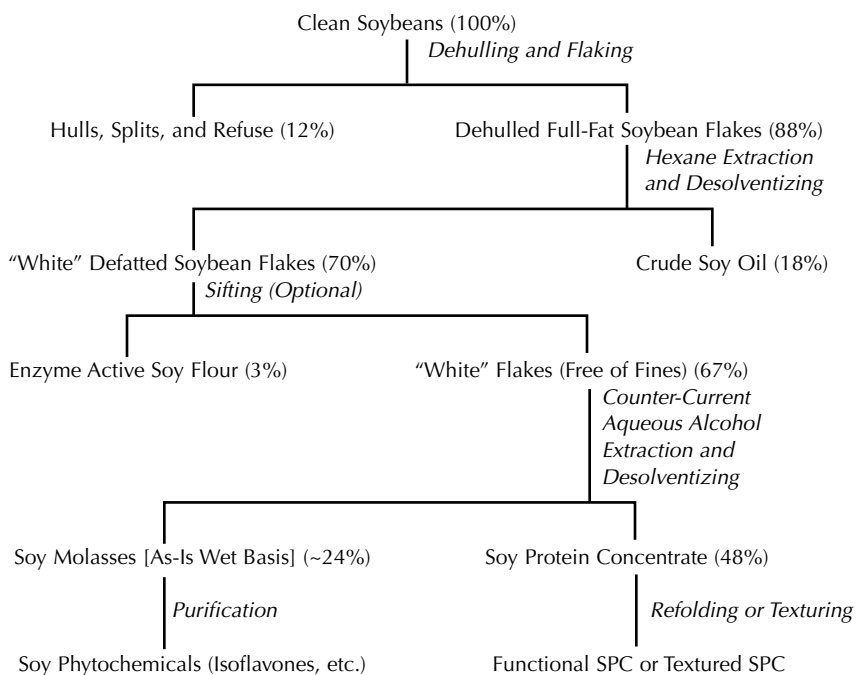 Clean Soybeans (100%)
Dehulling and Flaking
Hulls, Splits, and Refuse (12%)
Dehulled Full-Fat Soybean Flakes (88%)
Hexane Extraction
and Desolventizing
“White” Defatted Soybean Flakes (70%)
Crude Soy Oil (18%)
Sifting (Optional)
Enzyme Active Soy Flour (3%)
“White” Flakes (Free of Fines) (67%)
Counter-Current
Aqueous Alcohol
Extraction and
Desolventizing
Soy Molasses [As-Is Wet Basis] (~24%)
Soy Protein Concentrate (48%)
Purification
Refolding or Texturing
Soy Phytochemicals (Isoflavones, etc.)
Functional SPC or Textured SPC